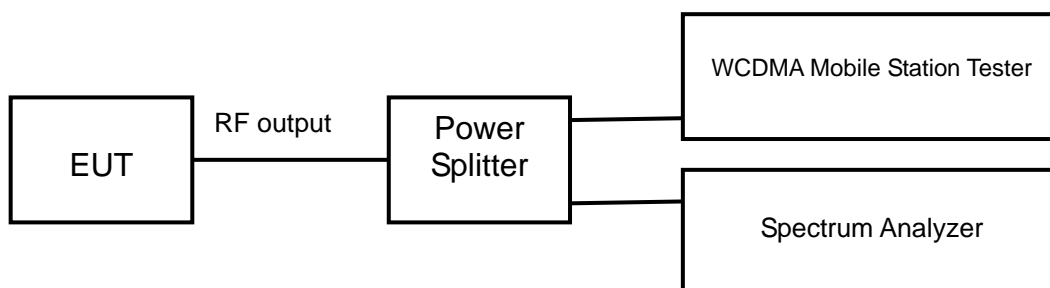 EUT
RF output
Power
Splitter
WCDMA Mobile Station Tester
Spectrum Analyzer